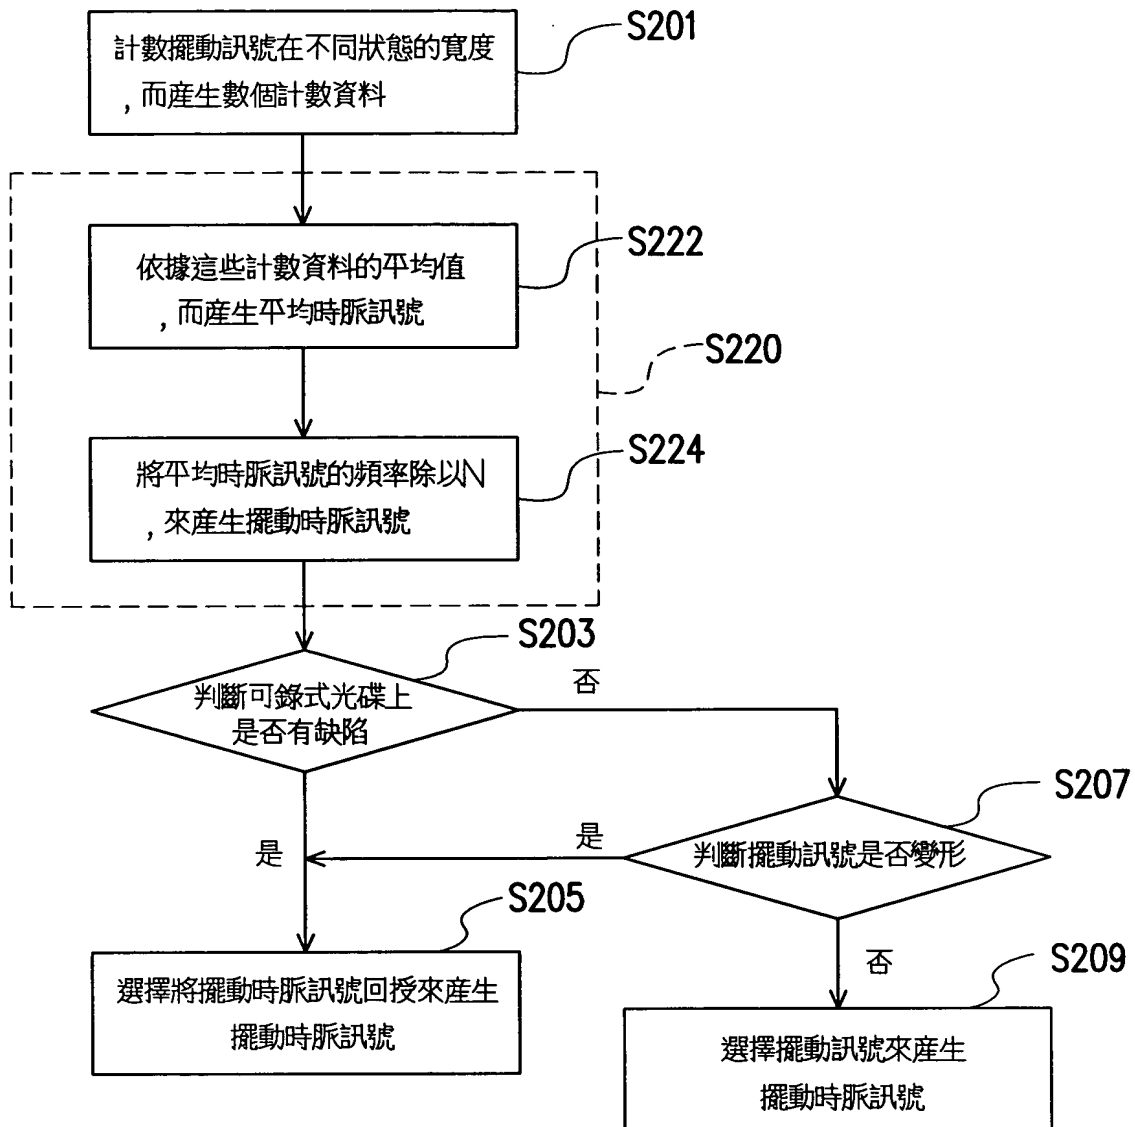 計數擺動訊號在不同狀態的寬度
，而產生數個計數資料
S201
依據這些計數資料的平均值
，而產生平均時脈訊號
S222
S220
將平均時脈訊號的頻率除以N
，來產生擺動時脈訊號
S224
S203
判斷可錄式光碟上
是否有缺陷
否
S207
是
是
判斷擺動訊號是否變形
S205
否
S209
選擇將擺動時脈訊號回授來產生
擺動時脈訊號
選擇擺動訊號來產生
擺動時脈訊號